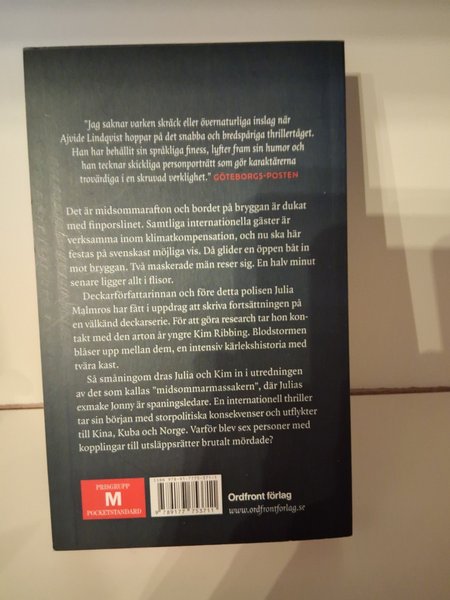 "Jag saknar varken skräck eller övernaturliga inslag när
Ajvide Lindqvist hoppar på det snabba och bredspåriga thrillertåget.
Han har behållit sin språkliga finess, lyfter fram sin humor och
han tecknar skickliga personporträtt som gör karaktärerna
trovärdiga i en skruvad verklighet." GÖTEBORGS-POSTEN
Det är midsommarafton och bordet på bryggan är dukat
med finporslinet. Samtliga internationella gäster är
verksamma inom klimatkompensation, och nu ska här
festas på svenskast möjliga vis. Då glider en öppen båt in
mot bryggan. Två maskerade män reser sig. En halv minut
senare ligger allt i flisor.
Deckarförfattarinnan och före detta polisen Julia
Malmros har fått i uppdrag att skriva fortsättningen på
en välkänd deckarserie. För att göra research tar hon kon-
takt med den arton år yngre Kim Ribbing. Blodstormen
blåser upp mellan dem, en intensiv kärlekshistoria med
tvära kast.
Så småningom dras Julia och Kim in i utredningen
av det som kallas "midsommarmassakern", där Julias
exmake Jonny är spaningsledare. En internationell thriller
tar sin början med storpolitiska konsekvenser och utflykter
till Kina, Kuba och Norge. Varför blev sex personer med
kopplingar till utsläppsrätter brutalt mördade?
PRISGRUPP
M
POCKETSTANDARD
ISBN 978-91-7775-371-1
9 789177 753711
Ordfront förlag
www.ordfrontforlag.se